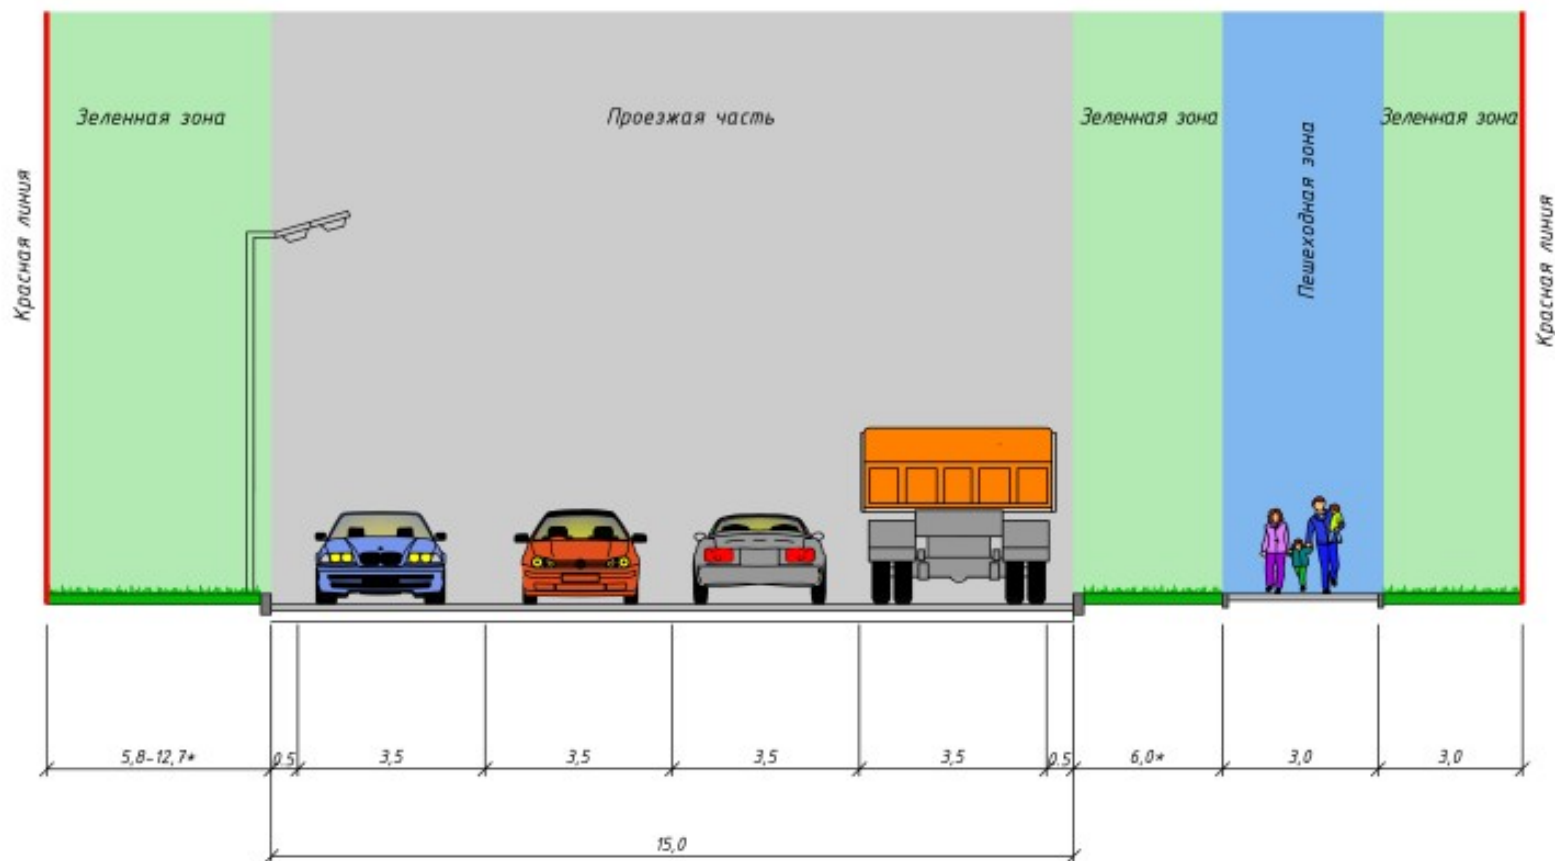 Зеленная зона
Проезжая часть
Зеленная зона
Пешеходная зона
Зеленная зона
Красная линия
Красная линия
5,8-12,7*
0.5
3,5
3,5
3,5
3,5
0.5
6,0*
3,0
3,0
15,0